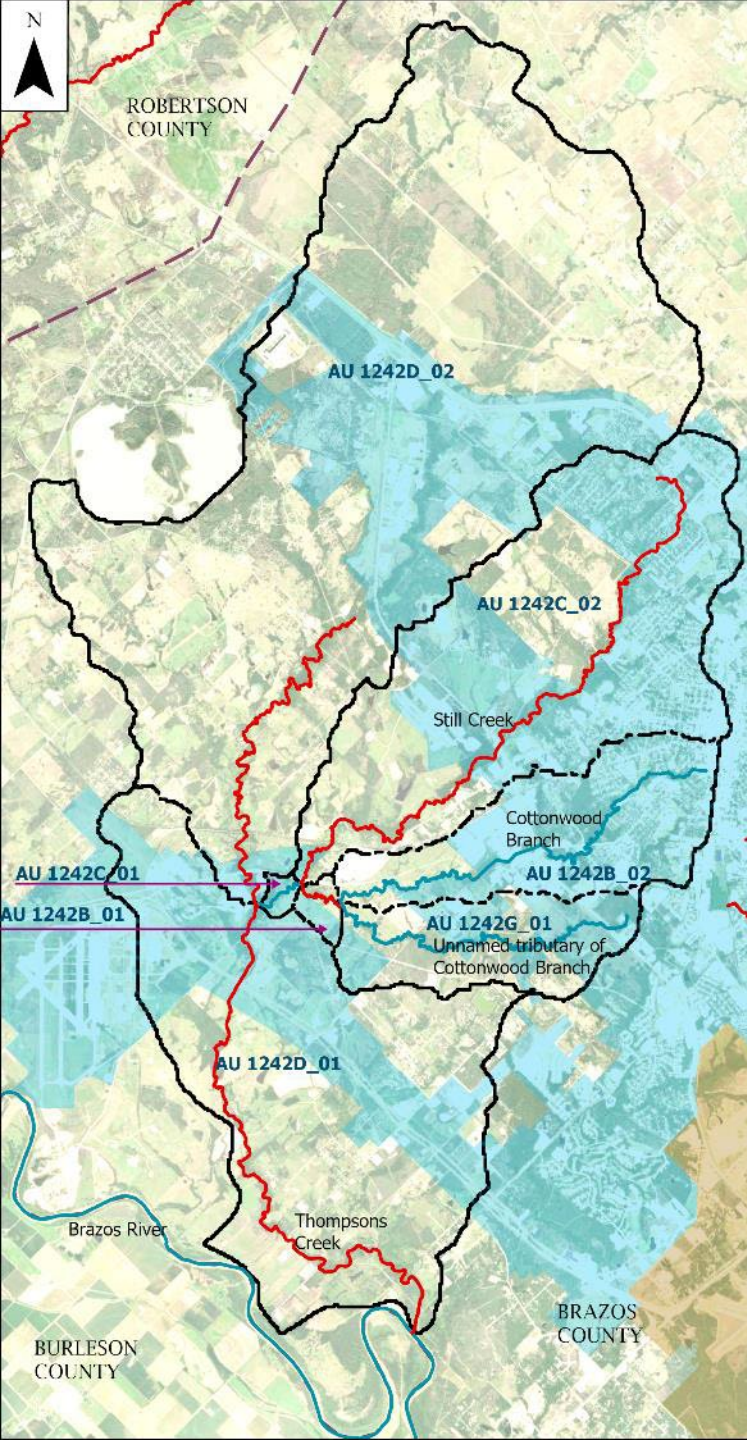 N
ROBERTSON
COUNTY
AU 1242D_02
AU 1242C_02
Still Creek
Cottonwood
Branch
AU 1242C_01
AU 1242B_02
AU 1242B_01
AU 1242G_01
Unnamed tributary of
Cottonwood Branch
AU 1242D_01
Thompsons
Creek
Brazos River
BRAZOS
COUNTY
BURLESON
COUNTY